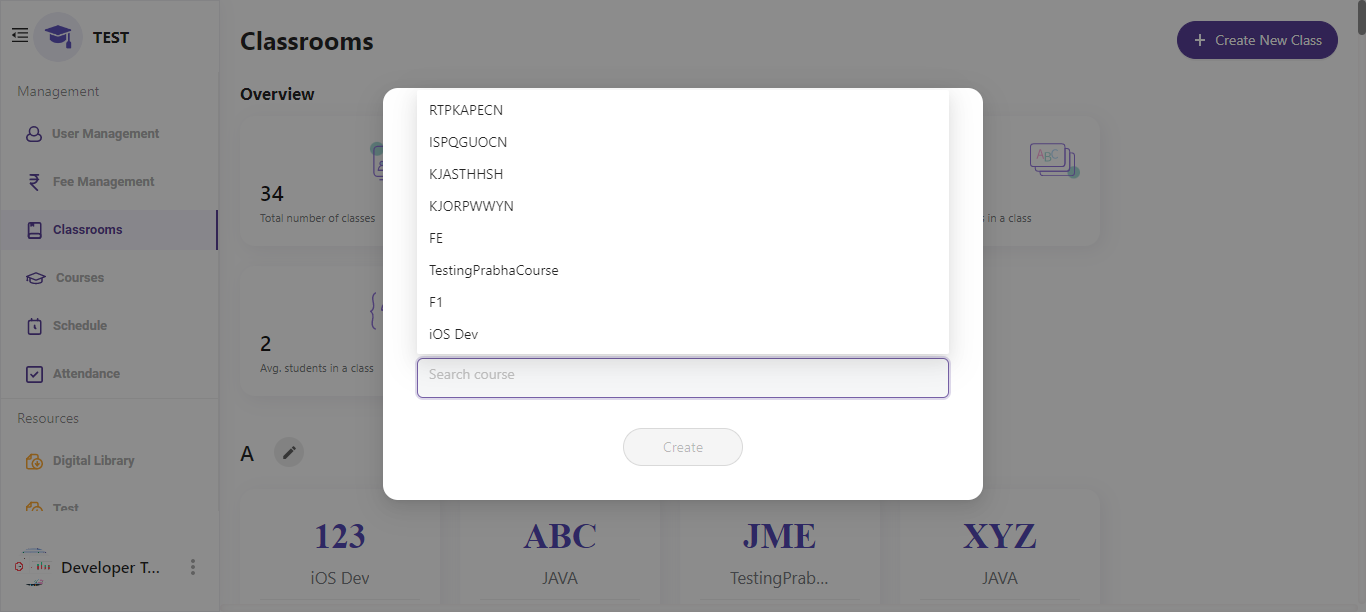 TEST
Management
User Management
Fee Management
Classrooms
Courses
Schedule
Attendance
Resources
Digital Library
Test
Developer T...
Classrooms
Create New Class
Overview
34
Total number of classes
ABC
in a class
2
Avg. students in a class
RTPKAPECN
ISPQGUOCN
KJASTHHSH
KJORPWWYN
FE
TestingPrabhaCourse
F1
iOS Dev
Search course
Create
A
123
iOS Dev
ABC
JAVA
JME
TestingPrab...
XYZ
JAVA